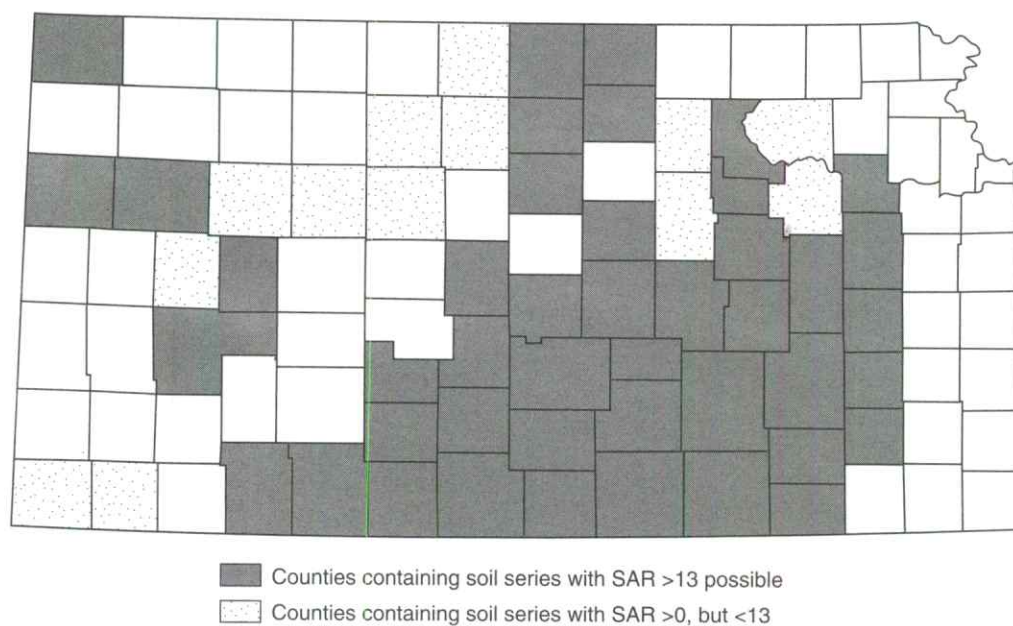 Counties containing soil series with SAR >13 possible
Counties containing soil series with SAR >0, but <13